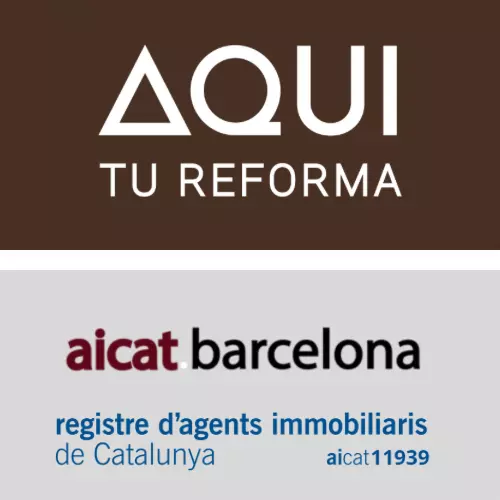 AQUI
TU REFORMA
aicat.barcelona
registre d'agents immobiliaris
de Catalunya aicat11939